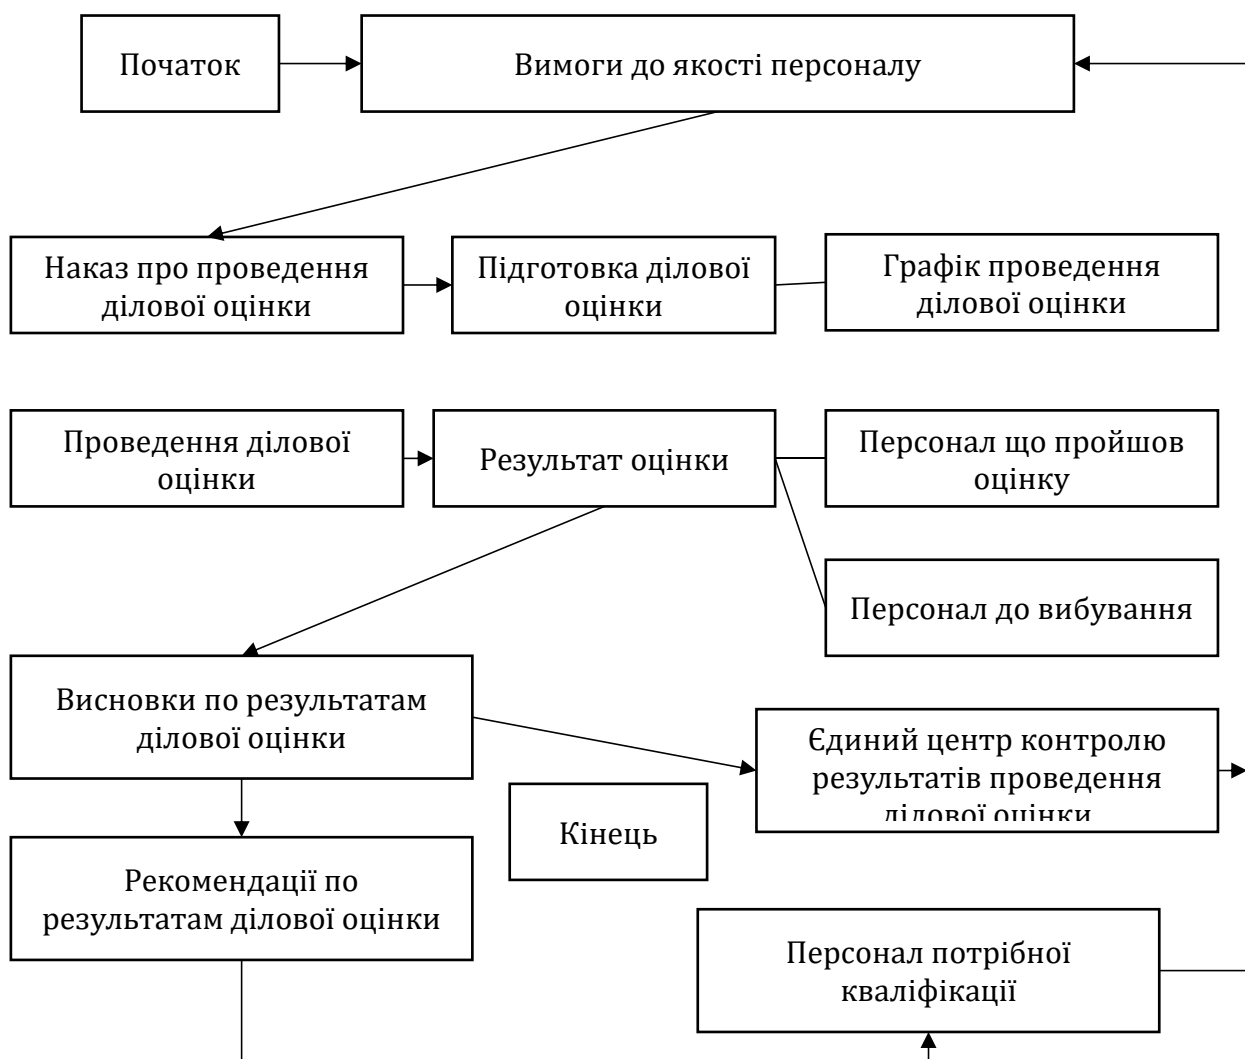 Початок
Вимоги до якості персоналу
Наказ про проведення
ділової оцінки
Підготовка ділової
оцінки
Графік проведення
ділової оцінки
Проведення ділової
оцінки
Результат оцінки
Персонал що пройшов
оцінку
Персонал до вибування
Висновки по результатам
ділової оцінки
Єдиний центр контролю
результатів проведення
ділової оцінки
Кінець
Рекомендації по
результатам ділової оцінки
Персонал потрібної
кваліфікації